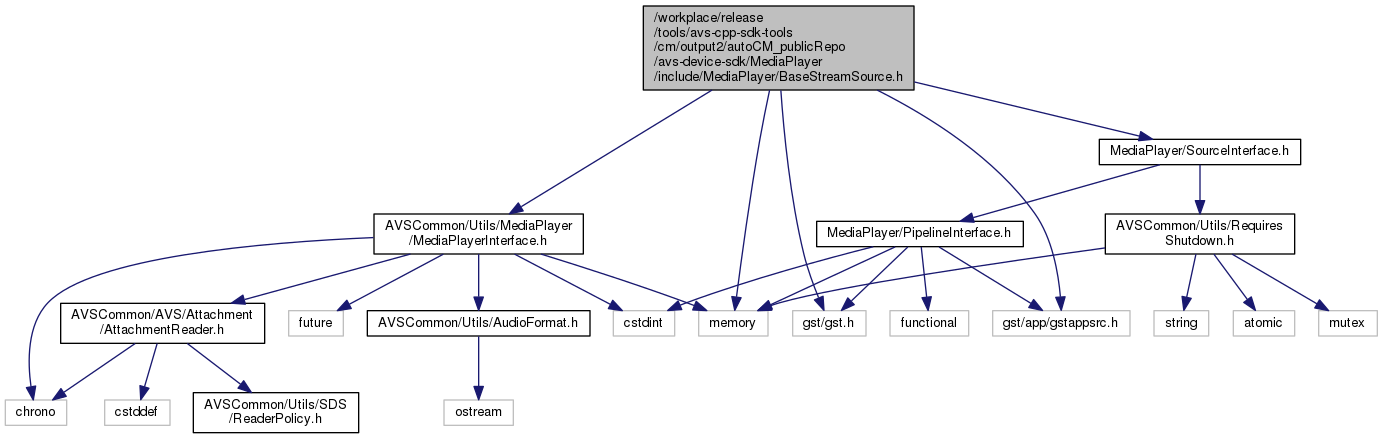 /workplace/release
/tools/avs-cpp-sdk-tools
/cm/output2/autoCM_publicRepo
/avs-device-sdk/MediaPlayer
/include/MediaPlayer/BaseStreamSource.h
MediaPlayer/SourceInterface.h
AVSCommon/Utils/MediaPlayer
/MediaPlayerInterface.h
MediaPlayer/PipelineInterface.h
AVSCommon/Utils/Requires
Shutdown.h
AVSCommon/AVS/Attachment
/AttachmentReader.h
future
AVSCommon/Utils/AudioFormat.h
cstdint
memory
gst/gst.h
functional
gst/app/gstappsrc.h
string
atomic
mutex
chrono
cstddef
AVSCommon/Utils/SDS
/ReaderPolicy.h
ostream